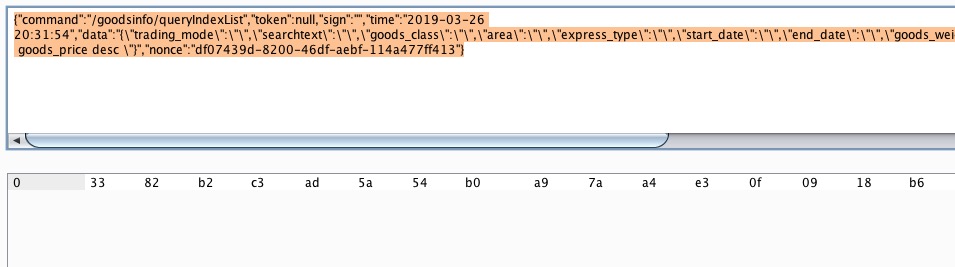 {"command":"/goodsinfo/queryIndexList","token":null,"sign":"","time":"2019-03-26
20:31:54","data":"{\"trading_mode\":\"\",\"searchtext\":\"\",\"goods_class\":\"\",\"area\":\"\",\"express_type\":\"\",\"start_date\":\"\",\"end_date\":\"\",\"goods_wei
goods_price desc \"}","nonce":"df07439d-8200-46df-aebf-114a477ff413"}
0 33 82 b2 c3 ad 5a 54 b0 a9 7a a4 e3 0f 09 18 b6